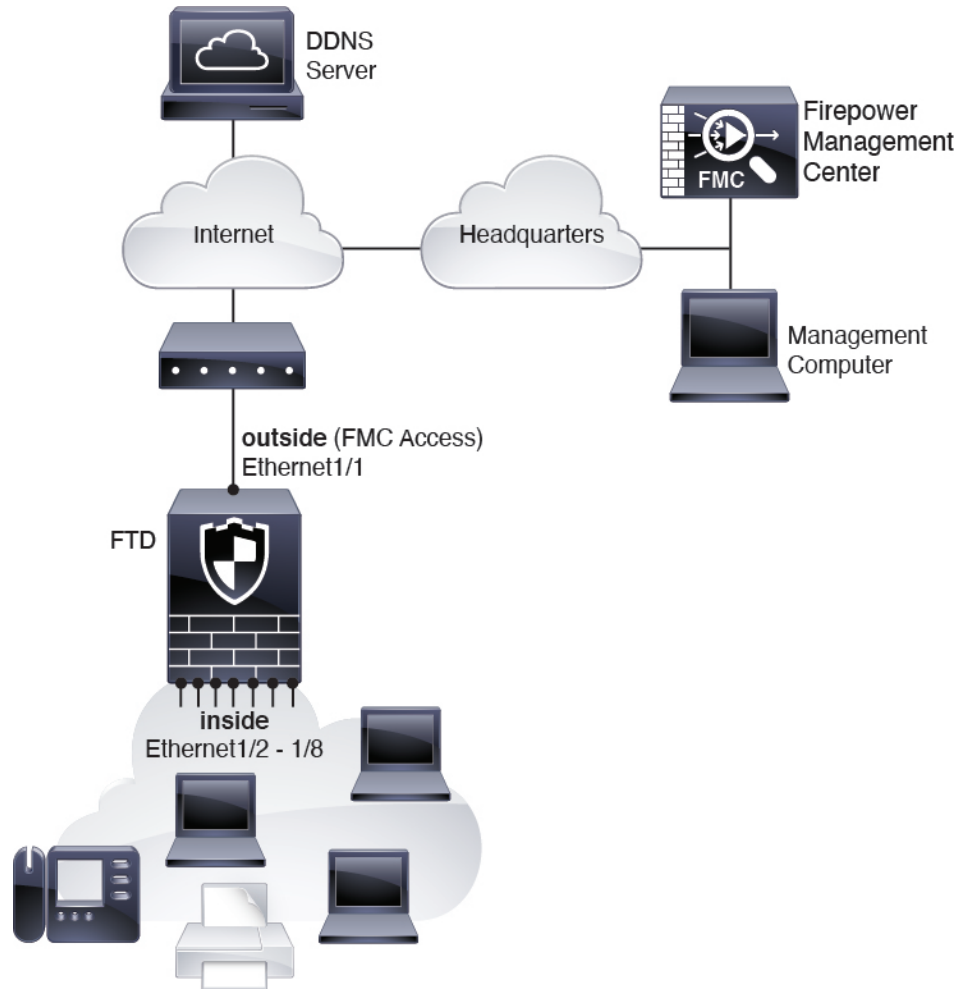 DDNS
Server
Firepower
Management
Center
FMC
Internet
Headquarters
Management
Computer
outside (FMC Access)
Ethernet1/1
FTD
inside
Ethernet1/2 - 1/8